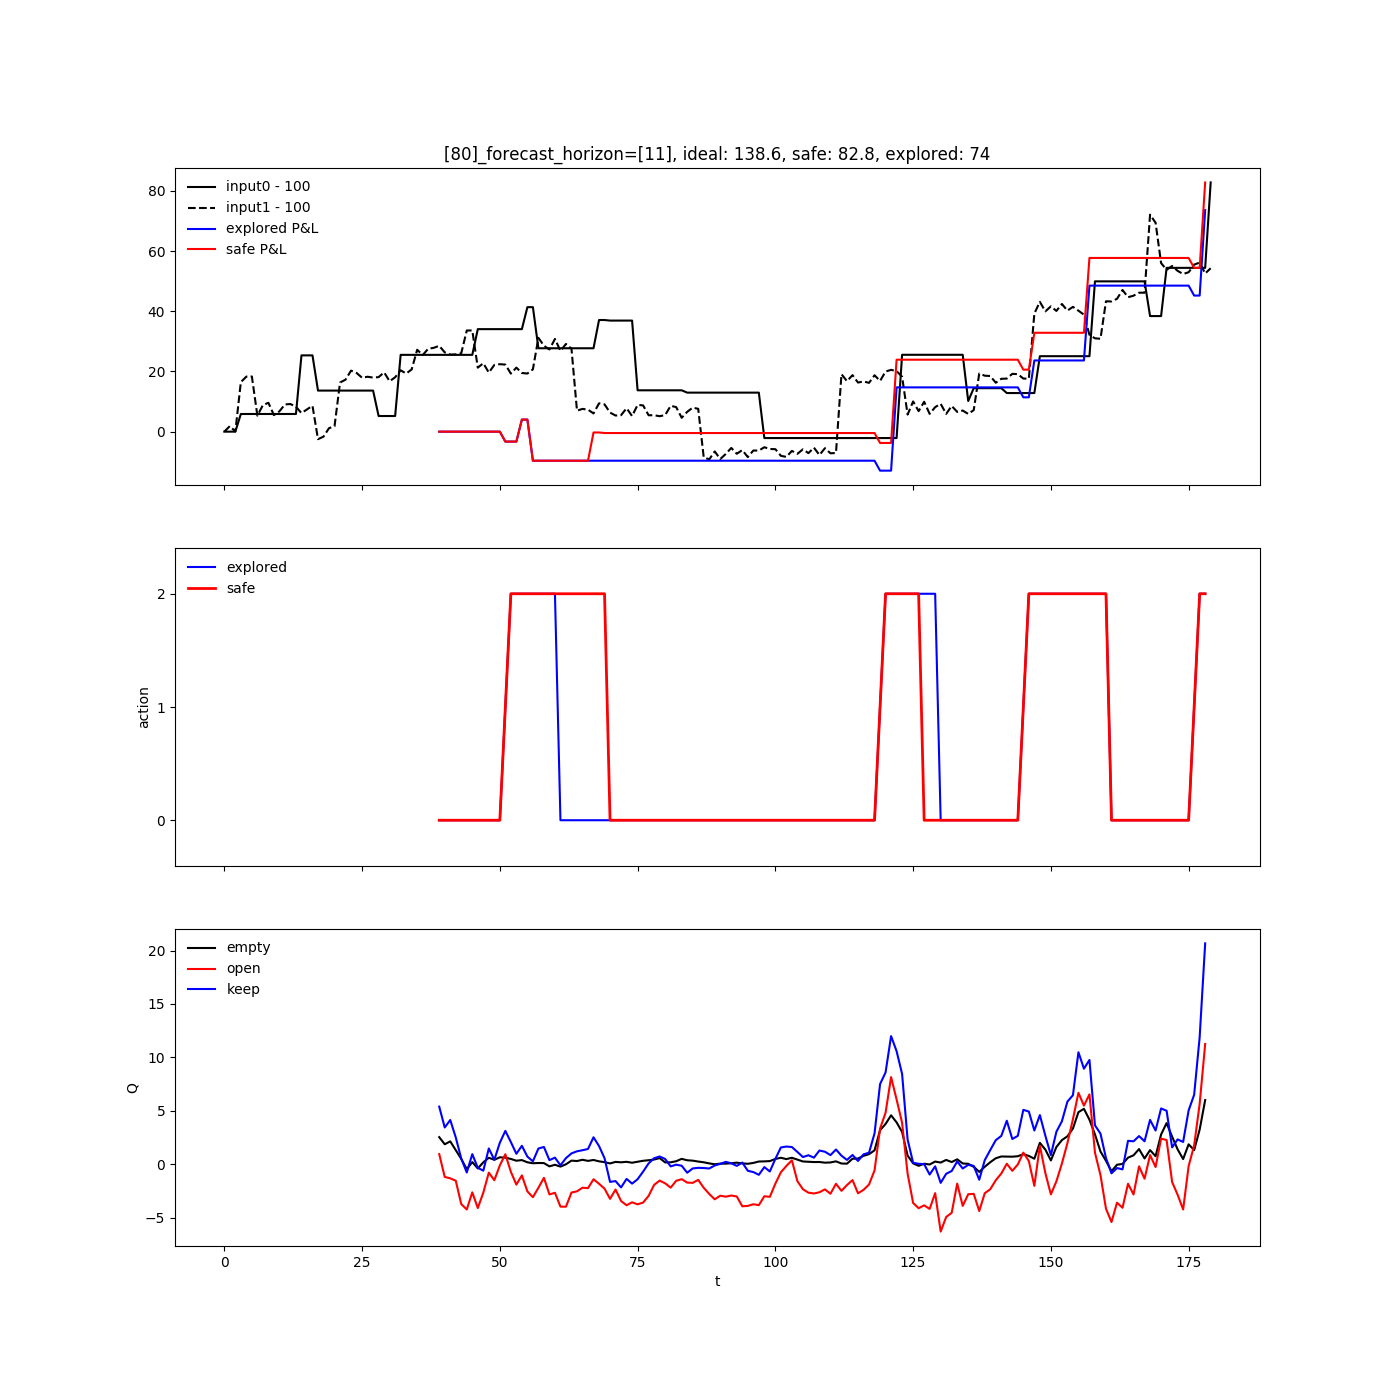 [80]_forecast_horizon=[11], ideal: 138.6, safe: 82.8, explored: 74
input0 - 100
input1 - 100
explored P&L
safe P&L
80
60
40
20
0
explored
safe
action
2
1
0
empty
open
keep
Q
20
15
10
5
0
−5
0 25 50 75 100 125 150 175
t